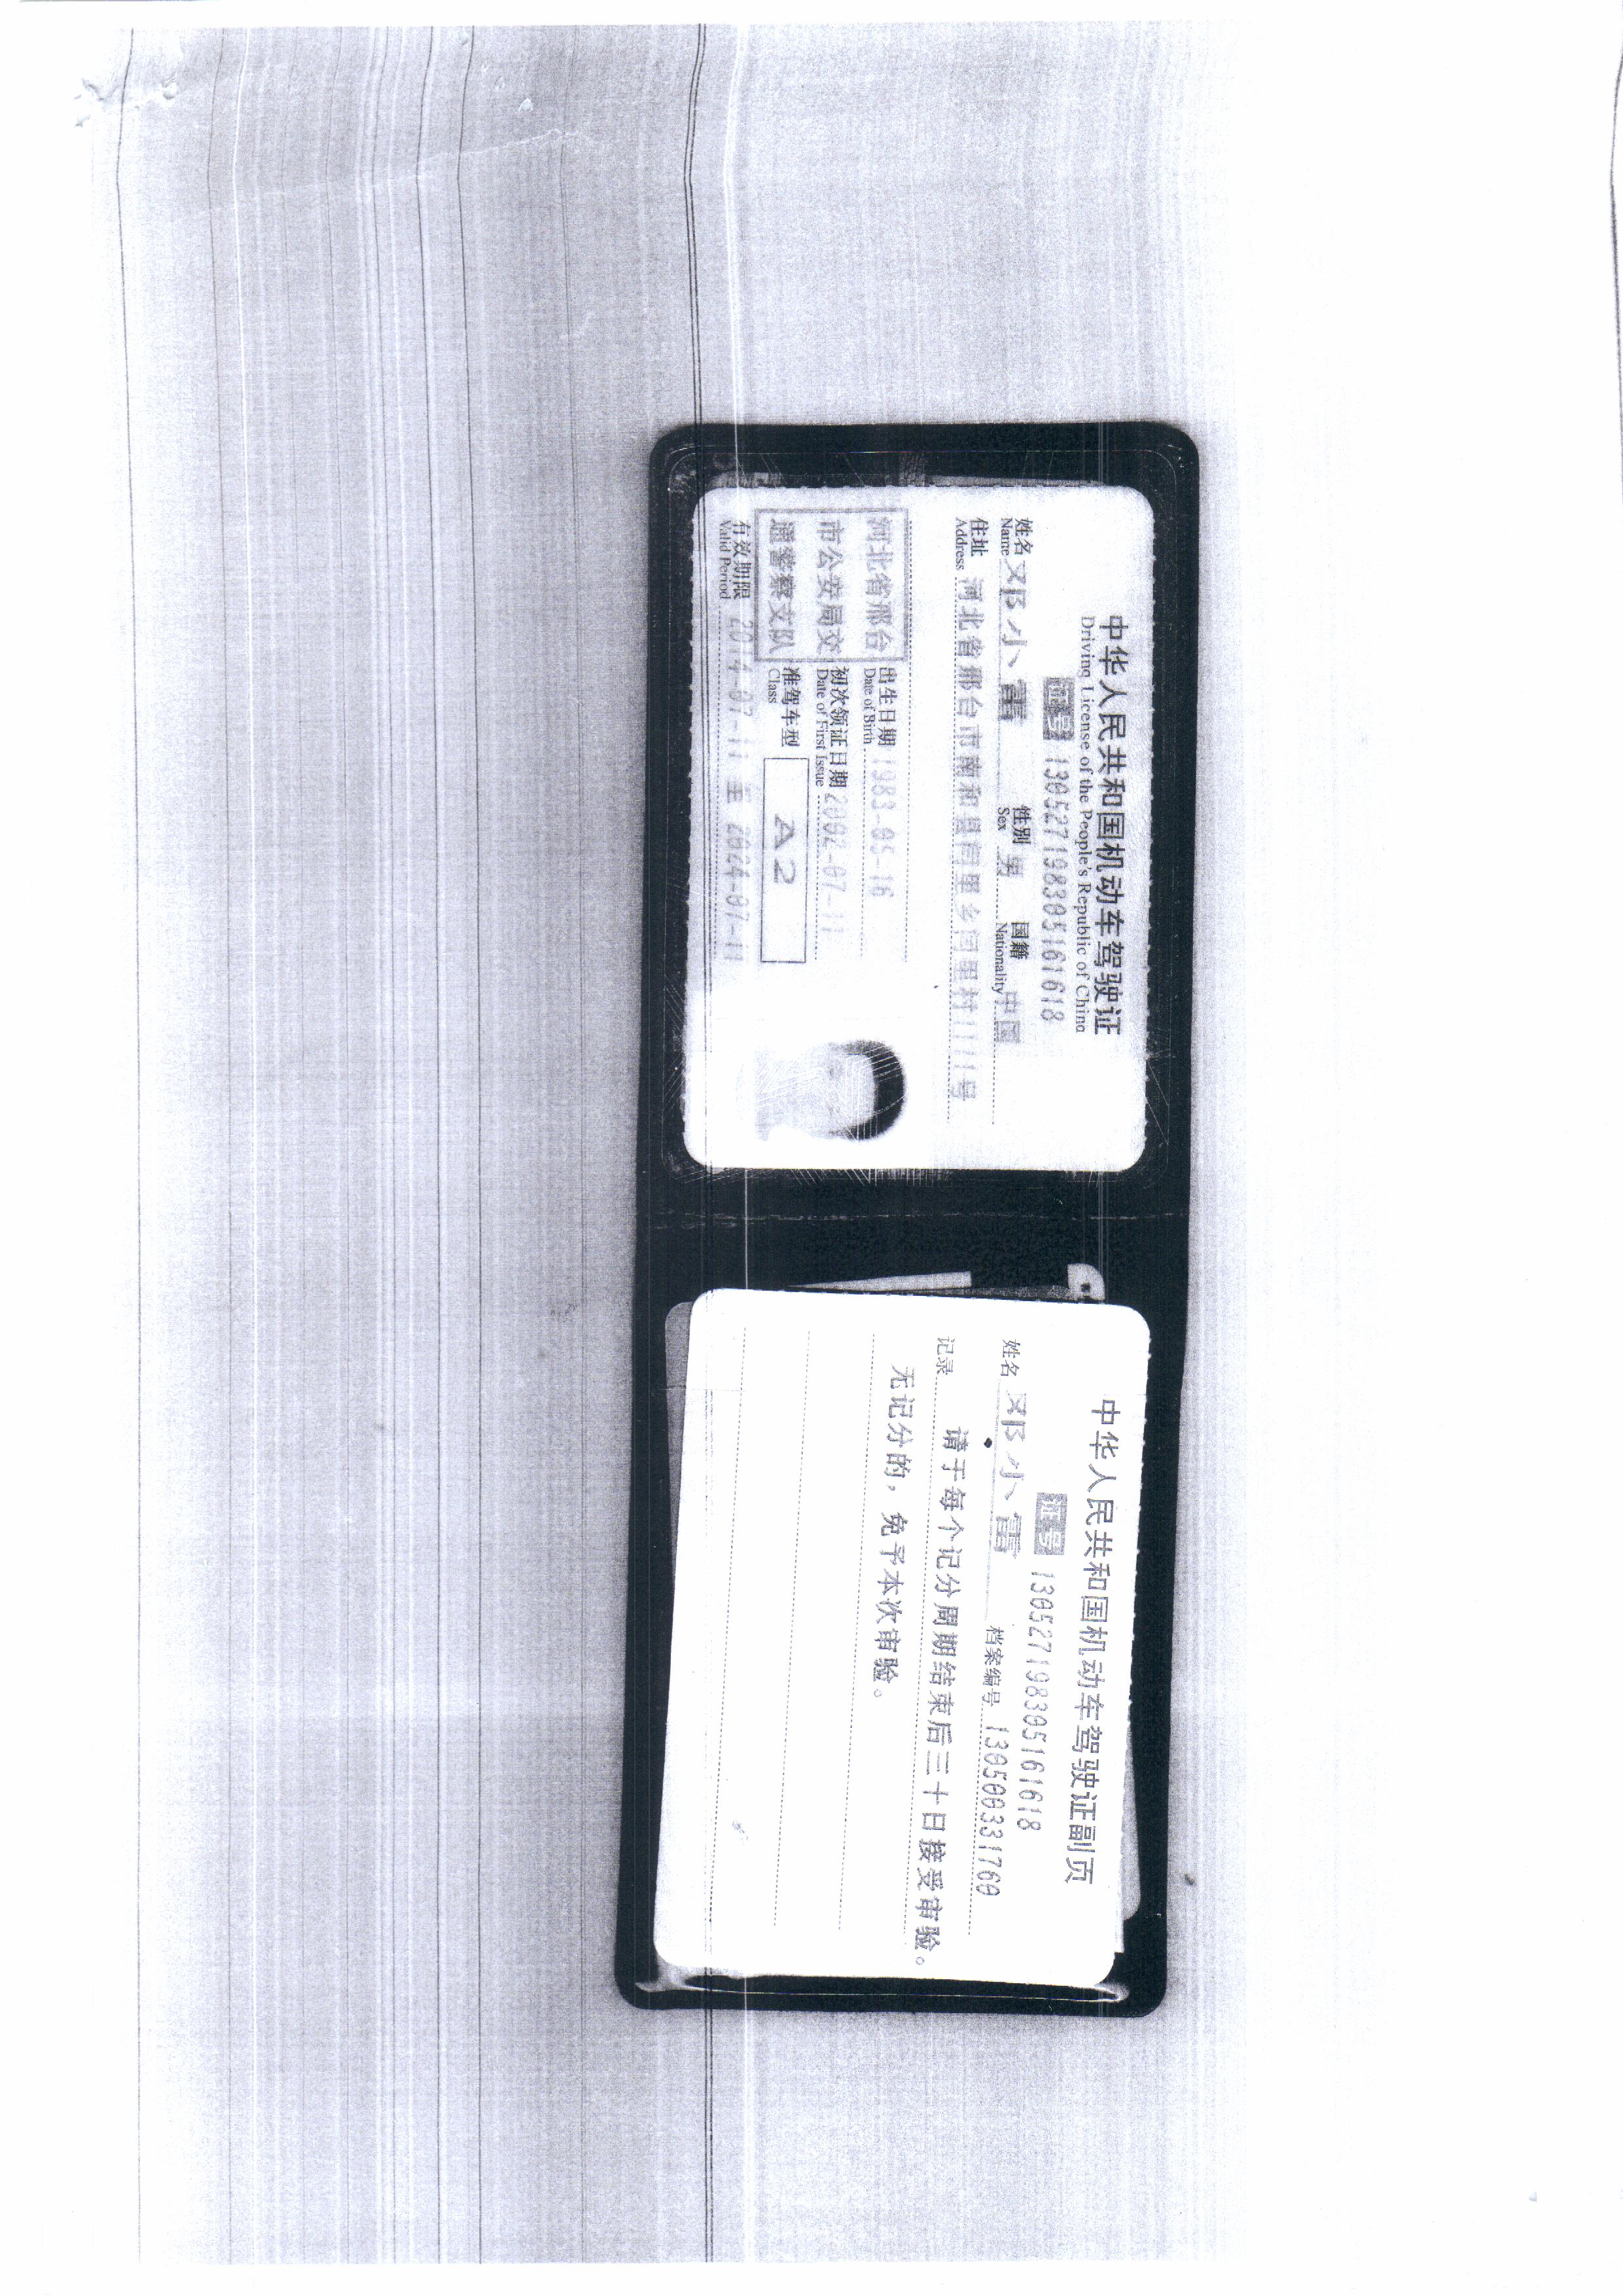 中华人民共和国机动车驾驶证
Driving License of the People's Republic of China
证号 130527198305161618
姓名 邓小雷 性别 男 国籍 中国
Name Sex Nationality
住址 河北省邢台市南和县闫里乡闫里村1111号
Address
河北省邢台
市公安局交
通警察支队
出生日期 1983-05-16
Date of Birth
初次领证日期 2002-07-11
Date of First Issue
准驾车型 A2
Class
有效期限 2014-07-11 至 2024-07-11
Valid Period
中华人民共和国机动车驾驶证副页
证号 130527198305161618
姓名 邓小雷 档案编号 130500331760
记录 请于每个记分周期结束后三十日接受审验。
无记分的，免予本次审验。